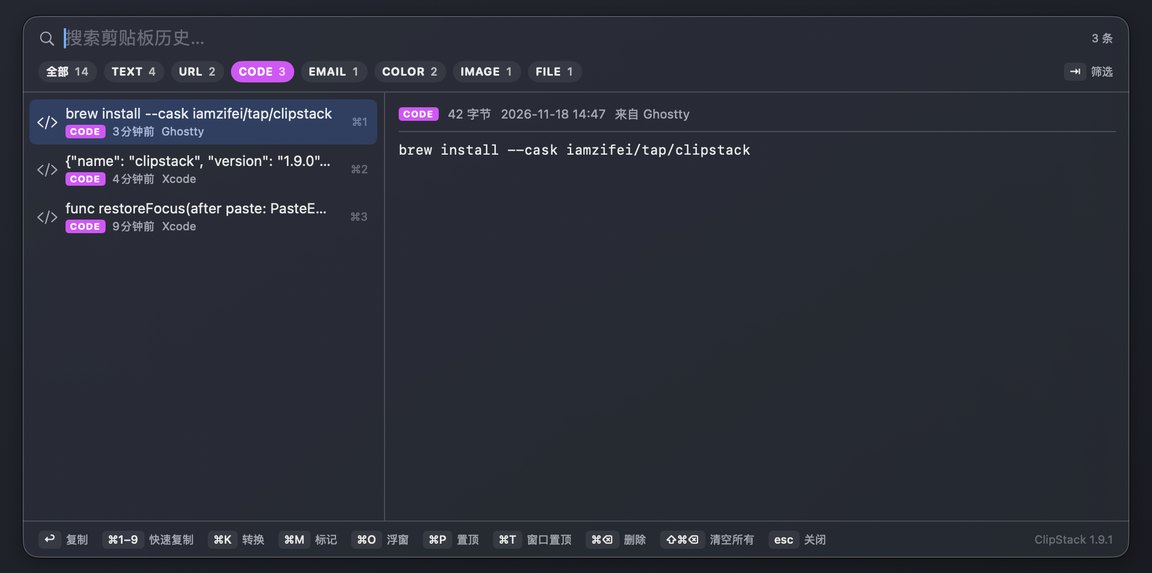 搜索剪贴板历史... 3 条
全部 14 TEXT 4 URL 2 CODE 3 EMAIL 1 COLOR 2 IMAGE 1 FILE 1 ⇥ 筛选
</> brew install --cask iamzifei/tap/clipstack ⌘1
CODE 3分钟前 Ghostty
</> {"name": "clipstack", "version": "1.9.0"... ⌘2
CODE 4分钟前 Xcode
</> func restoreFocus(after paste: PasteE... ⌘3
CODE 9分钟前 Xcode
CODE 42 字节 2026-11-18 14:47 来自 Ghostty
brew install --cask iamzifei/tap/clipstack
↩ 复制 ⌘1–9 快速复制 ⌘K 转换 ⌘M 标记 ⌘O 浮窗 ⌘P 置顶 ⌘T 窗口置顶 ⌘⌫ 删除 ⇧⌘⌫ 清空所有 esc 关闭 ClipStack 1.9.1